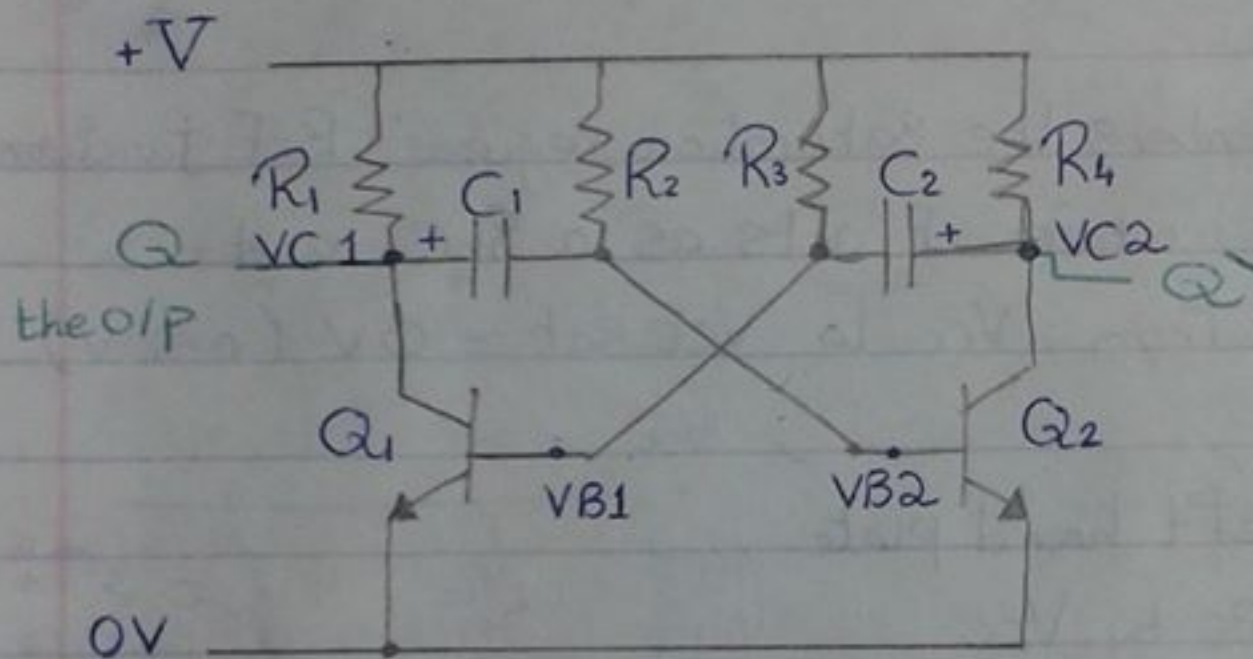 +V
R1 C1 R2 R3 C2 R4
Q VC1 + + VC2 Q'
the O/P
Q1 Q2
VB1 VB2
0V